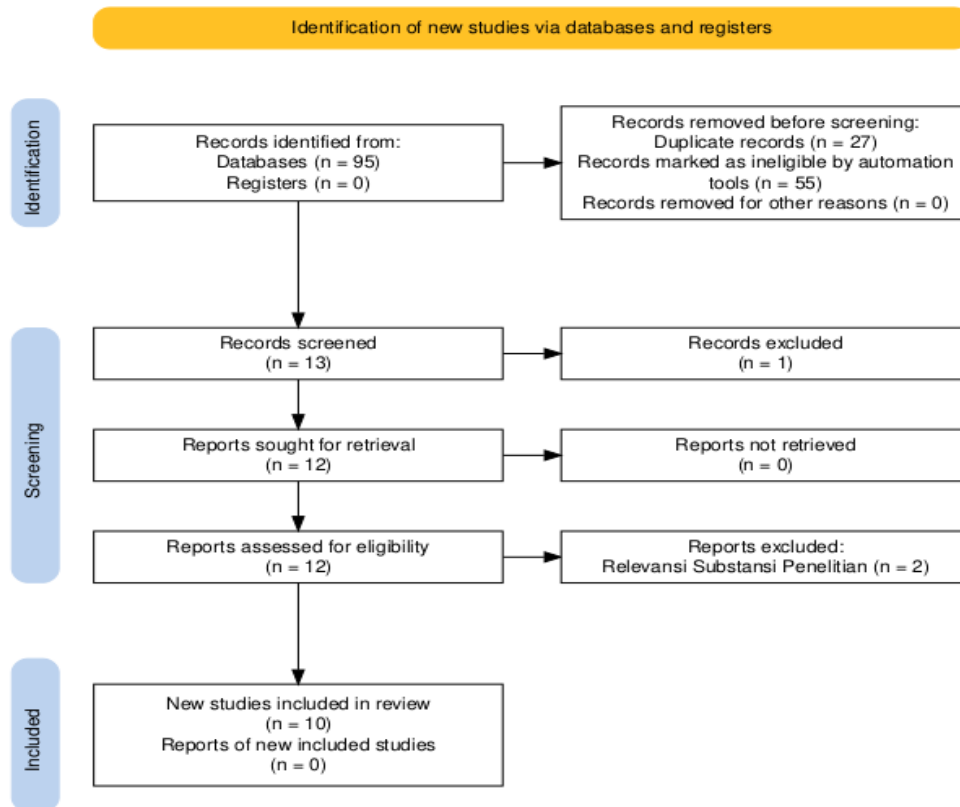 Identification of new studies via databases and registers
Identification
Records identified from:
Databases (n = 95)
Registers (n = 0)
Records removed before screening:
Duplicate records (n = 27)
Records marked as ineligible by automation
tools (n = 55)
Records removed for other reasons (n = 0)
Screening
Records screened
(n = 13)
Records excluded
(n = 1)
Reports sought for retrieval
(n = 12)
Reports not retrieved
(n = 0)
Reports assessed for eligibility
(n = 12)
Reports excluded:
Relevansi Substansi Penelitian (n = 2)
Included
New studies included in review
(n = 10)
Reports of new included studies
(n = 0)